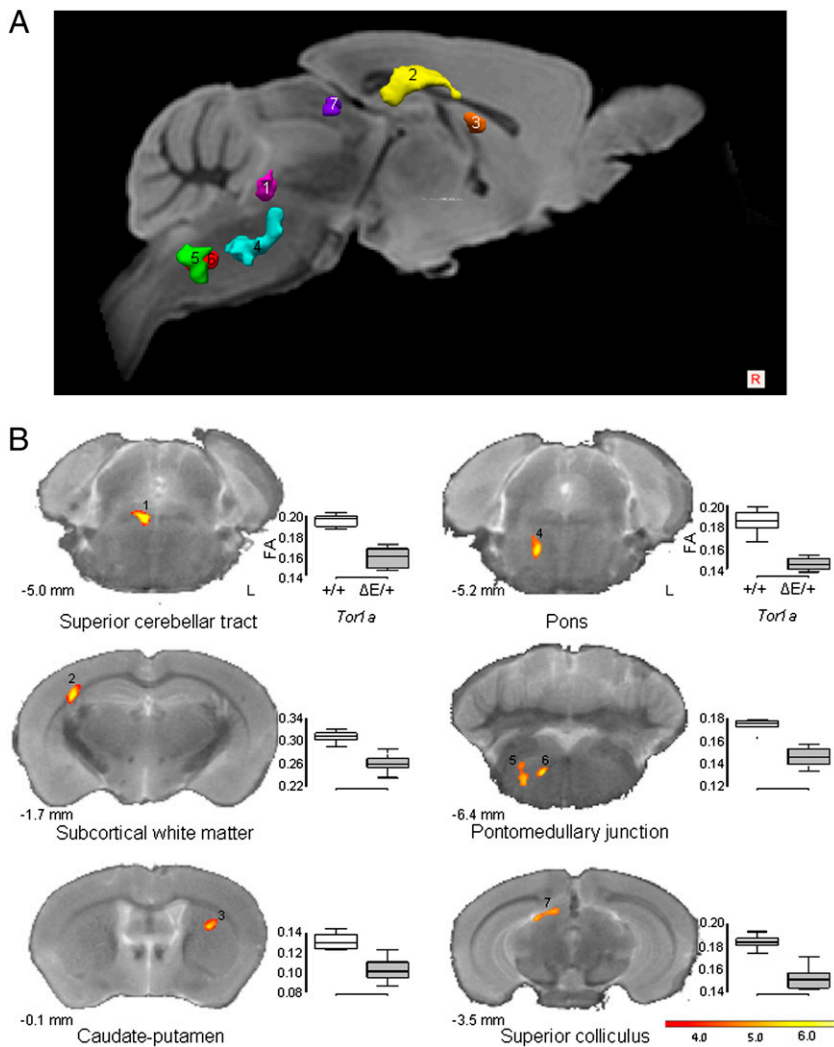 A
1
2
3
4
5
6
7
R
B
1
-5.0 mm
L
Superior cerebellar tract
FA
0.20
0.18
0.16
0.14
+/+ ΔE/+
Tor1a
4
-5.2 mm
L
Pons
FA
0.20
0.18
0.16
0.14
+/+ ΔE/+
Tor1a
2
-1.7 mm
Subcortical white matter
0.34
0.30
0.26
0.22
5 6
-6.4 mm
Pontomedullary junction
0.18
0.16
0.14
0.12
3
-0.1 mm
Caudate-putamen
0.14
0.12
0.10
0.08
7
-3.5 mm
Superior colliculus
0.20
0.18
0.16
0.14
4.0 5.0 6.0